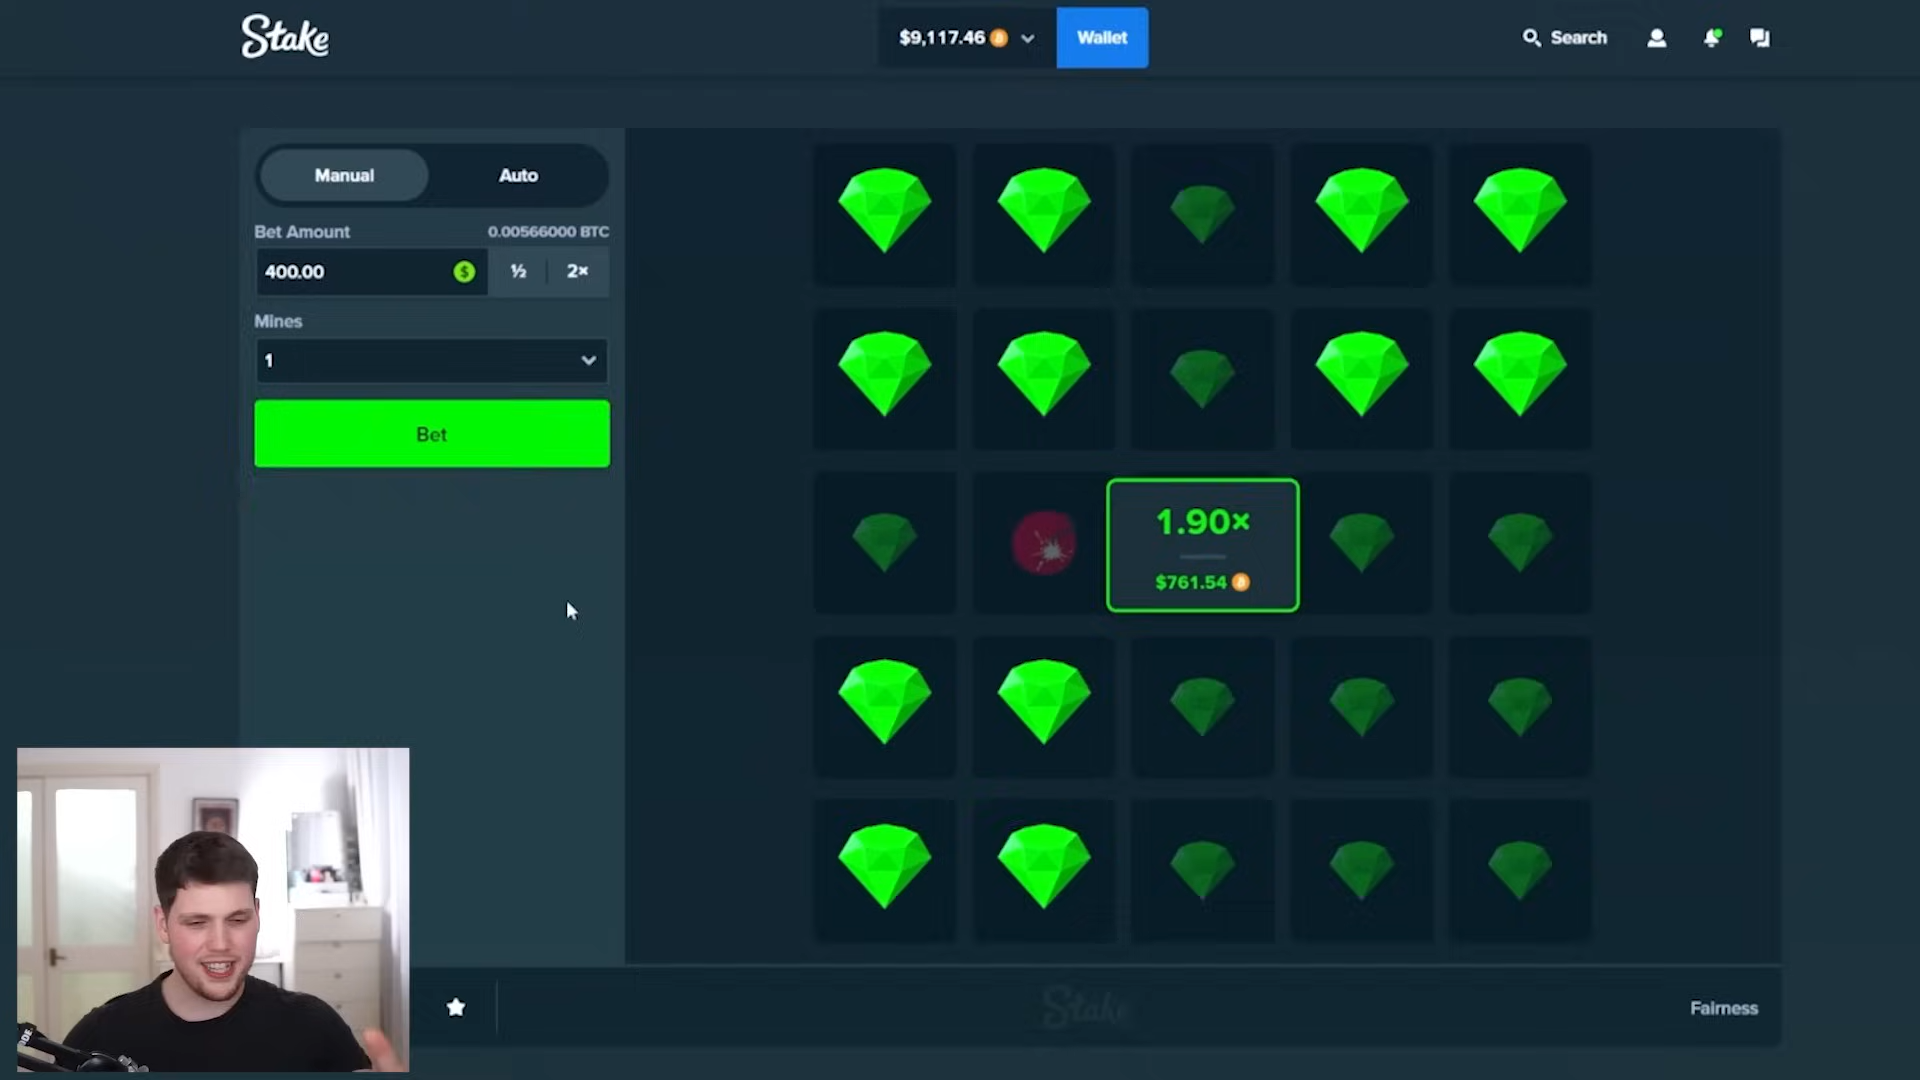 Stake
$9,117.46
Wallet
Search
Manual
Auto
Bet Amount
0.00566000 BTC
400.00
$
½
2×
Mines
1
Bet
1.90×
$761.54
Stake
Fairness